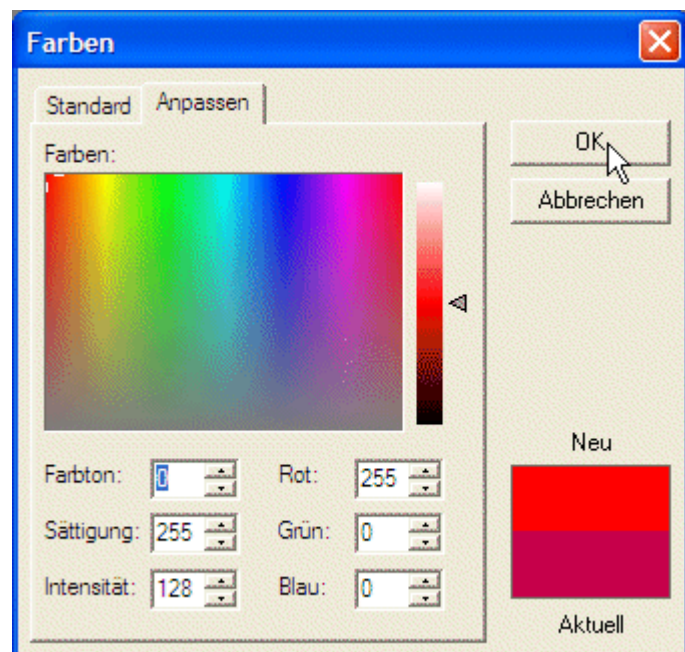 Farben
Standard Anpassen
Farben:
OK
Abbrechen
Neu
Farbton: 0 Rot: 255
Sättigung: 255 Grün: 0
Intensität: 128 Blau: 0
Aktuell